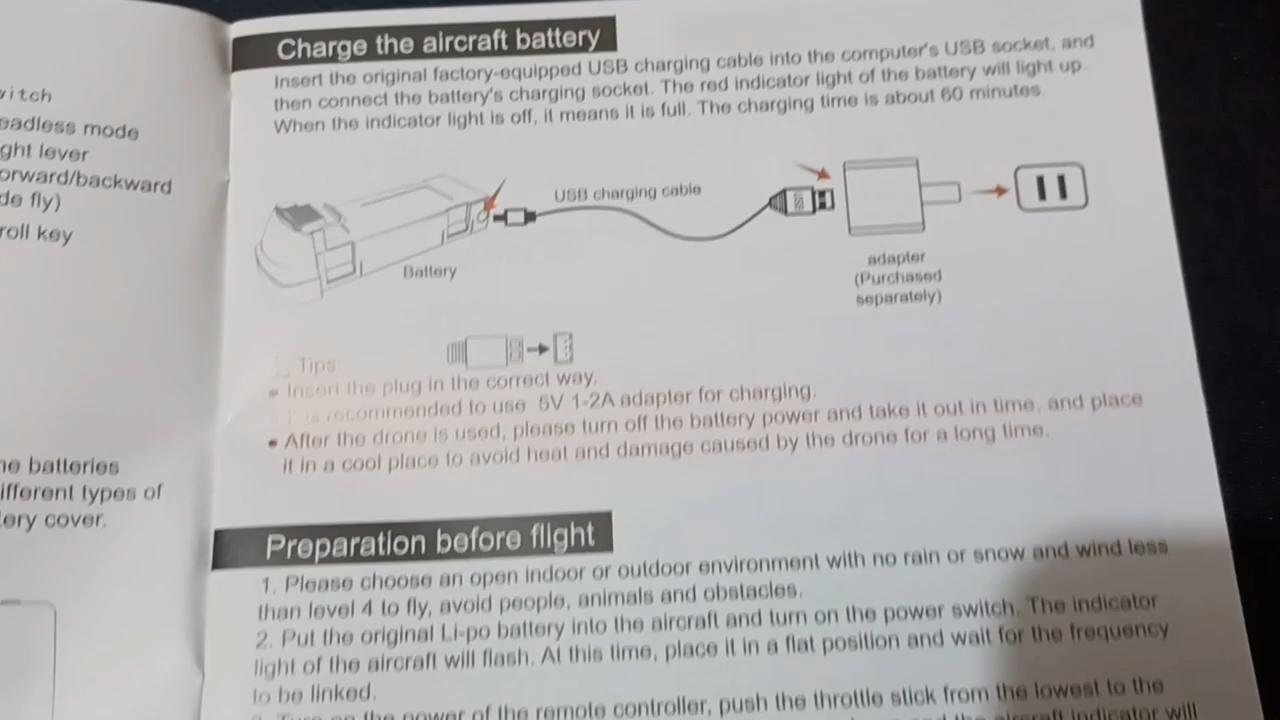 witch
eadless mode
ght lever
orward/backward
de fly)
roll key
ne batteries
ifferent types of
tery cover.
Charge the aircraft battery
Insert the original factory-equipped USB charging cable into the computer's USB socket, and
then connect the battery's charging socket. The red indicator light of the battery will light up.
When the indicator light is off, it means it is full. The charging time is about 60 minutes.
USB charging cable
Battery
adapter
(Purchased
separately)
Tips:
• Insert the plug in the correct way.
is recommended to use 5V 1-2A adapter for charging.
• After the drone is used, please turn off the battery power and take it out in time, and place
it in a cool place to avoid heat and damage caused by the drone for a long time.
Preparation before flight
1. Please choose an open indoor or outdoor environment with no rain or snow and wind less
than level 4 to fly, avoid people, animals and obstacles.
2. Put the original Li-po battery into the aircraft and turn on the power switch. The indicator
light of the aircraft will flash. At this time, place it in a flat position and wait for the frequency
to be linked.
Turn on the power of the remote controller, push the throttle stick from the lowest to the
and the aircraft indicator will